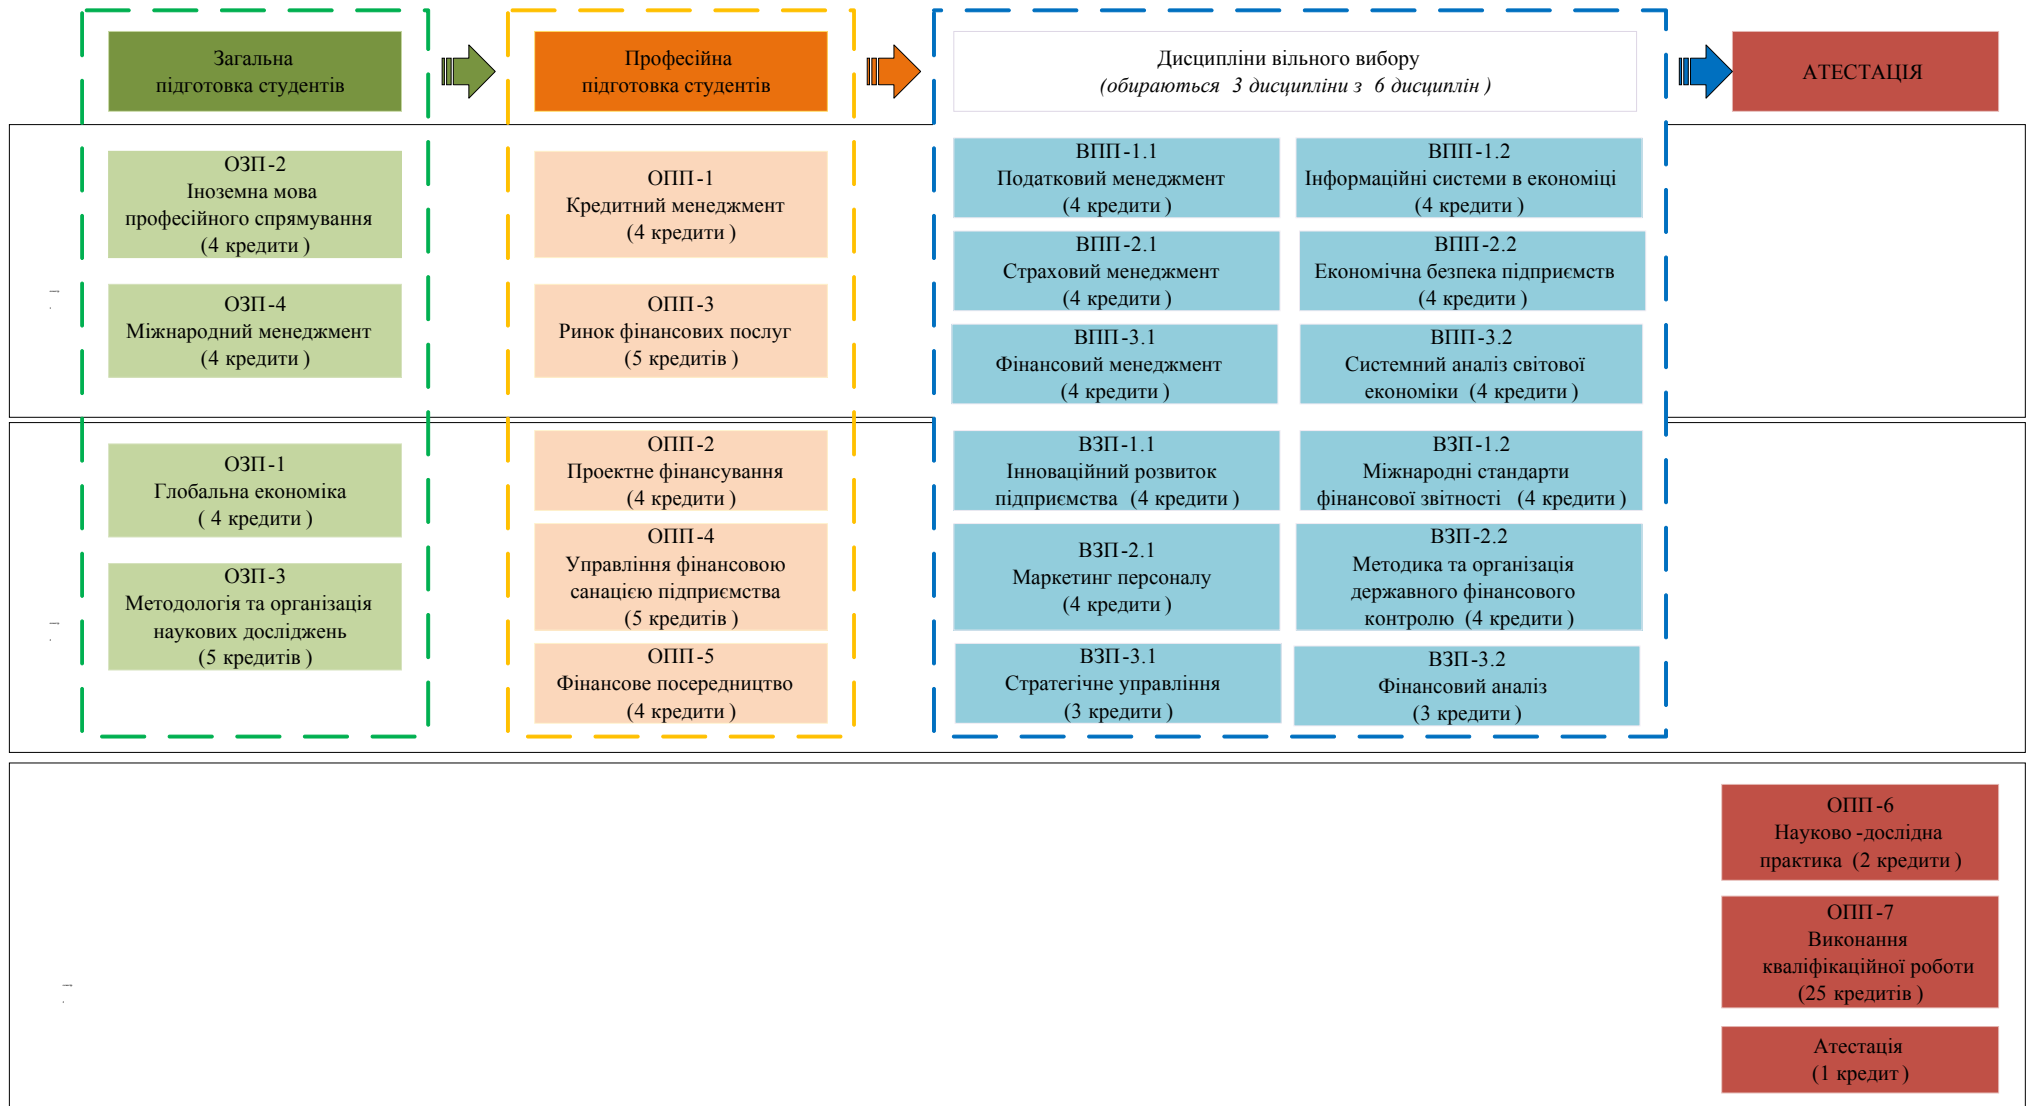 Загальна
підготовка студентів
Професійна
підготовка студентів
Дисципліни вільного вибору
(обираються 3 дисципліни з 6 дисциплін )
АТЕСТАЦІЯ
ОЗП-2
Іноземна мова
професійного спрямування
(4 кредити )
ОЗП-4
Міжнародний менеджмент
(4 кредити )
ОПП-1
Кредитний менеджмент
(4 кредити )
ОПП-3
Ринок фінансових послуг
(5 кредитів )
ВПП-1.1
Податковий менеджмент
(4 кредити )
ВПП-1.2
Інформаційні системи в економіці
(4 кредити )
ВПП-2.1
Страховий менеджмент
(4 кредити )
ВПП-2.2
Економічна безпека підприємств
(4 кредити )
ВПП-3.1
Фінансовий менеджмент
(4 кредити )
ВПП-3.2
Системний аналіз світової
економіки (4 кредити )
ОЗП-1
Глобальна економіка
( 4 кредити )
ОЗП-3
Методологія та організація
наукових досліджень
(5 кредитів )
ОПП-2
Проектне фінансування
(4 кредити )
ОПП-4
Управління фінансовою
санацією підприємства
(5 кредитів )
ОПП-5
Фінансове посередництво
(4 кредити )
ВЗП-1.1
Інноваційний розвиток
підприємства (4 кредити )
ВЗП-1.2
Міжнародні стандарти
фінансової звітності (4 кредити )
ВЗП-2.1
Маркетинг персоналу
(4 кредити )
ВЗП-2.2
Методика та організація
державного фінансового
контролю (4 кредити )
ВЗП-3.1
Стратегічне управління
(3 кредити )
ВЗП-3.2
Фінансовий аналіз
(3 кредити )
ОПП-6
Науково -дослідна
практика (2 кредити )
ОПП-7
Виконання
кваліфікаційної роботи
(25 кредитів )
Атестація
(1 кредит )